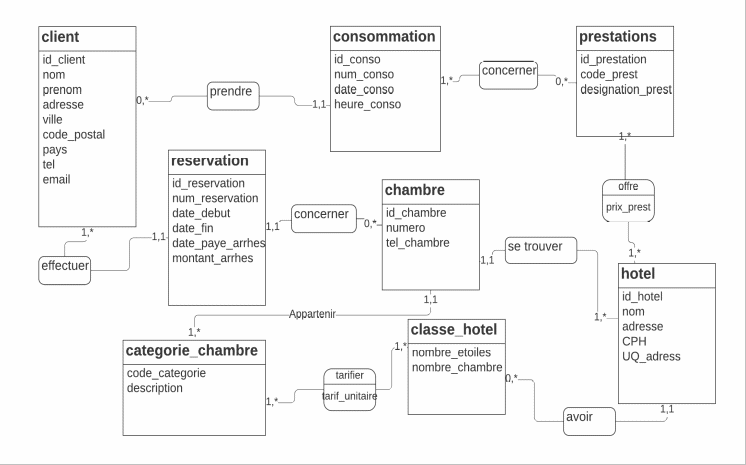 client
id_client
nom
prenom
adresse
ville
code_postal
pays
tel
email
0,*
prendre
1,1
consommation
id_conso
num_conso
date_conso
heure_conso
1,*
concerner
0,*
prestations
id_prestation
code_prest
designation_prest
1,*
offre
prix_prest
1,*
1,*
effectuer
1,1
reservation
id_reservation
num_reservation
date_debut
date_fin
date_paye_arrhes
montant_arrhes
1,1
concerner
0,*
chambre
id_chambre
numero
tel_chambre
1,1
se trouver
1,*
hotel
id_hotel
nom
adresse
CPH
UQ_adress
1,1
1,1
Appartenir
1,*
categorie_chambre
code_categorie
description
1,*
tarifier
tarif_unitaire
1,*
classe_hotel
nombre_etoiles
nombre_chambre
0,*
avoir